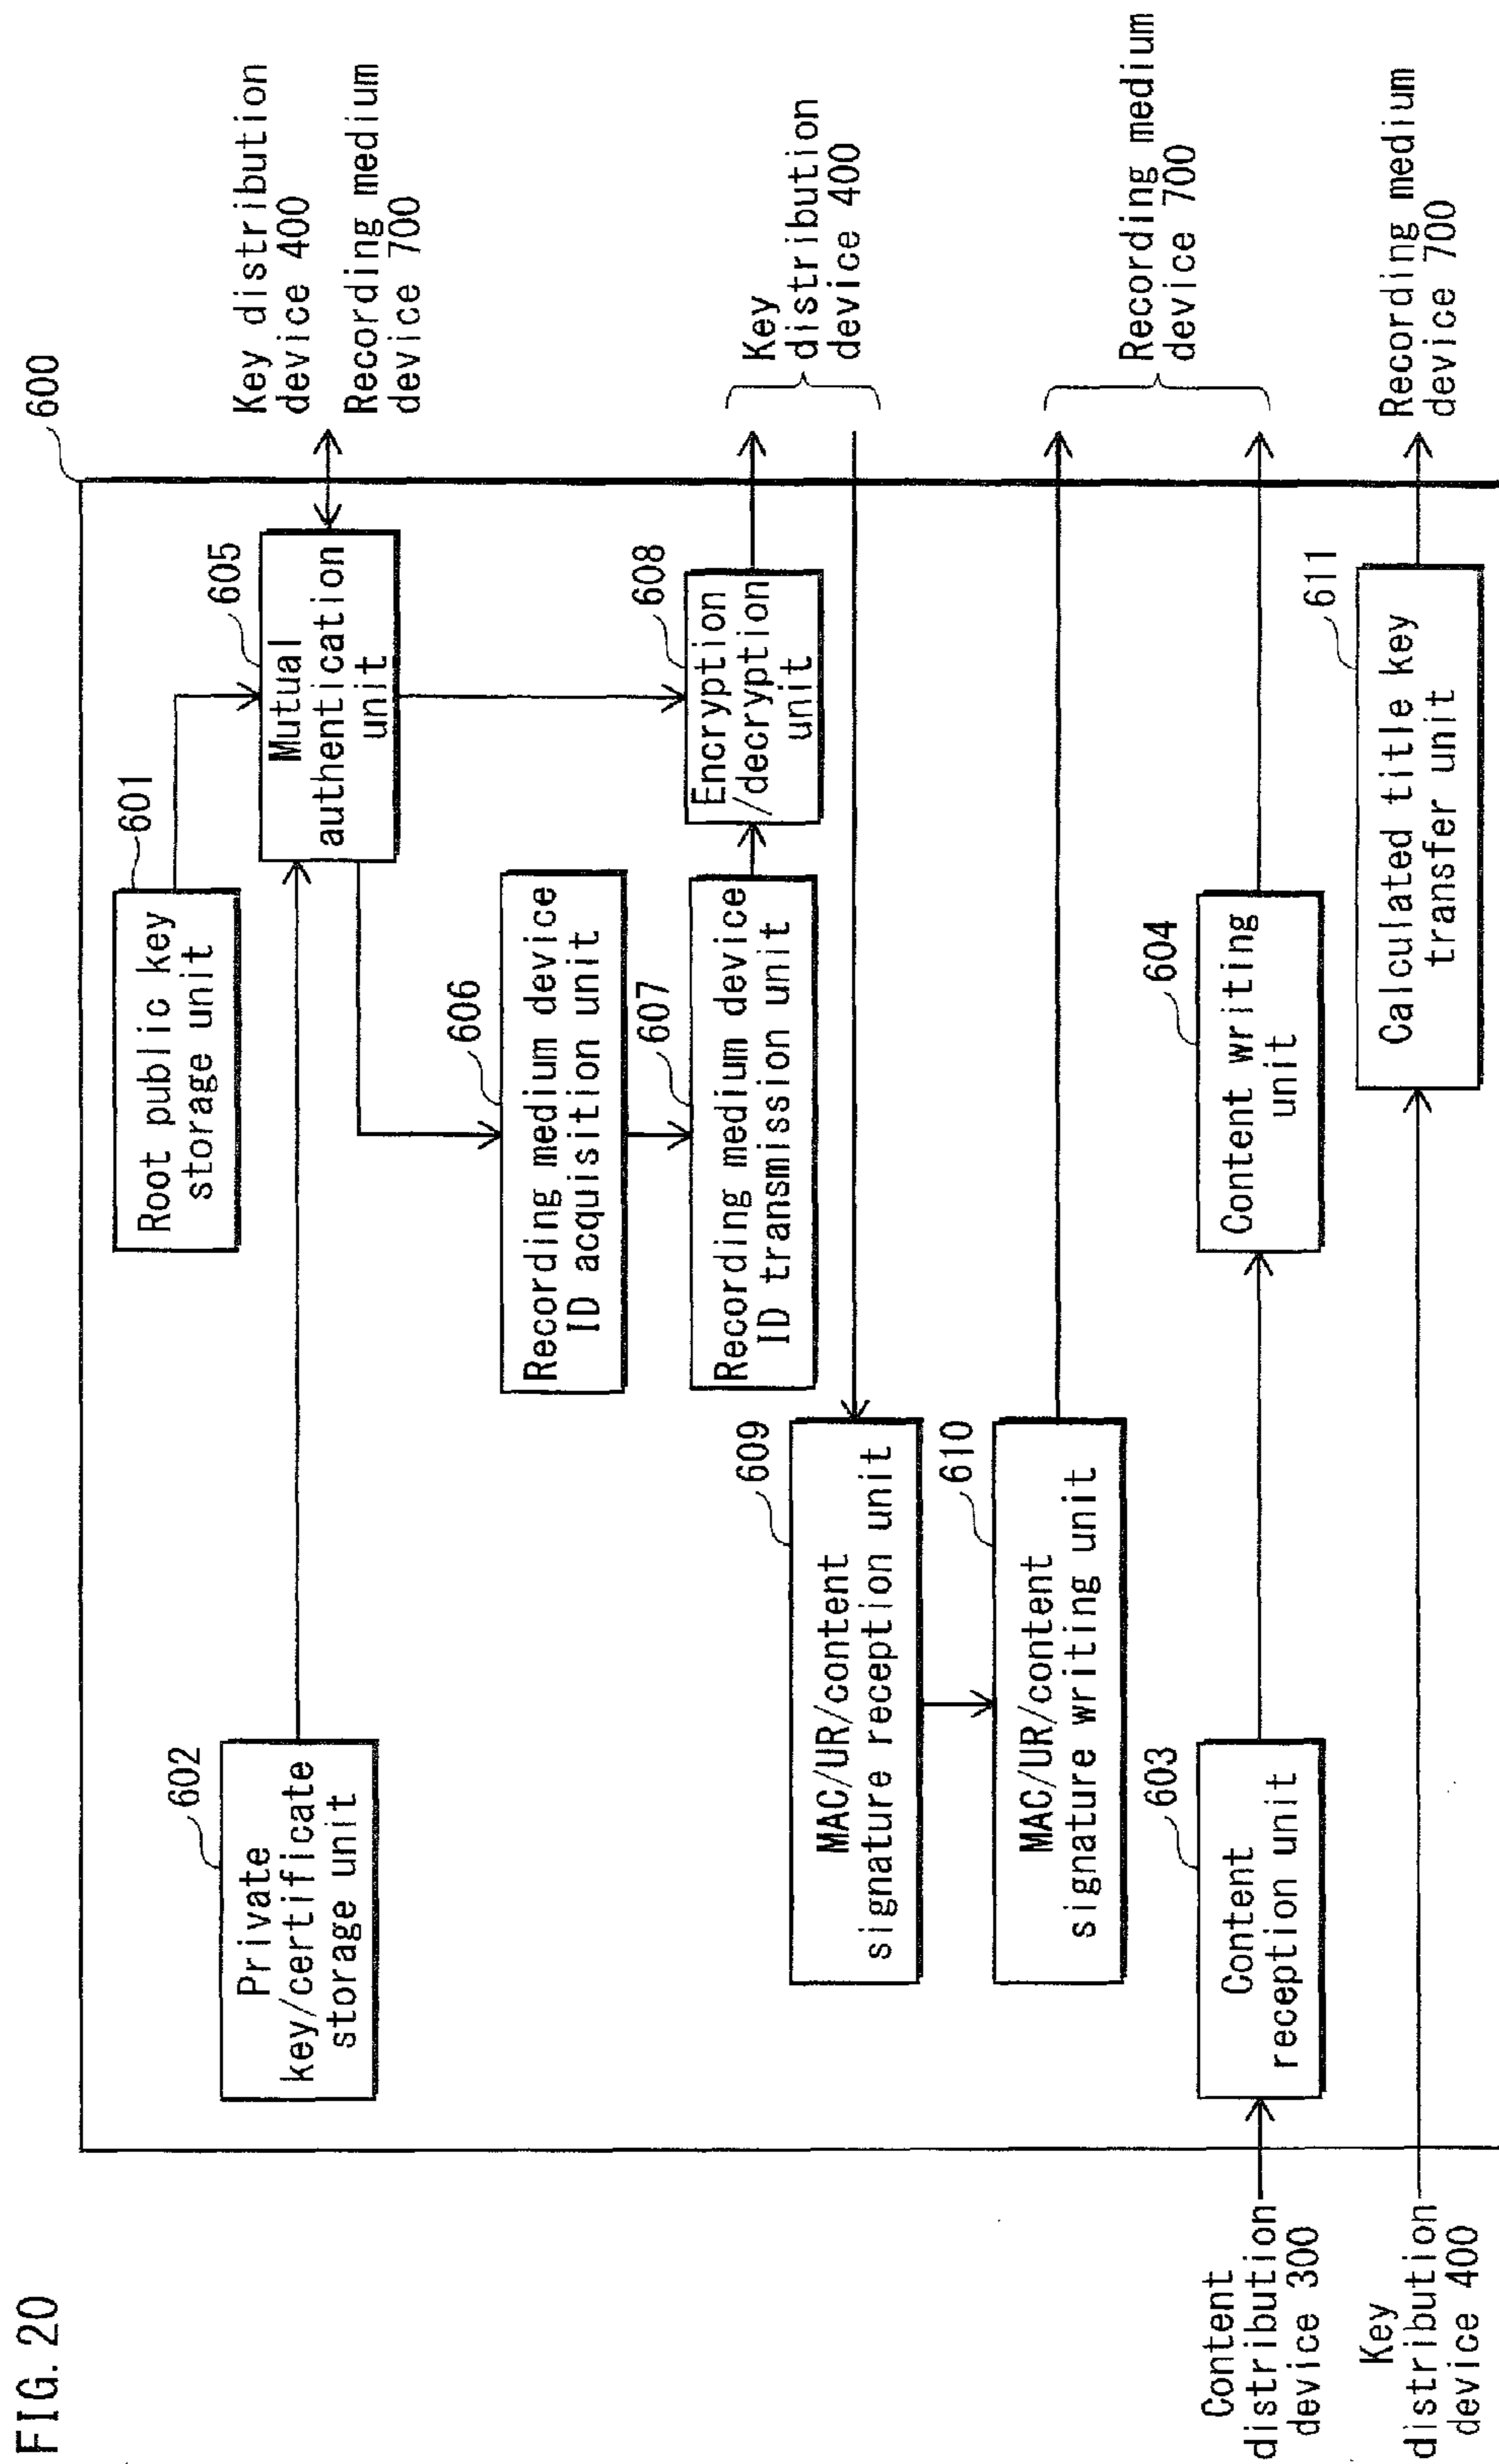 FIG. 20
600
Root public key
storage unit
601
Private
key/certificate
storage unit
602
Mutual
authentication
unit
605
Key distribution
device 400
Recording medium
device 700
Recording medium device
ID acquisition unit
606
Recording medium device
ID transmission unit
607
Encryption
/decryption
unit
608
Key
distribution
device 400
MAC/UR/content
signature reception unit
609
MAC/UR/content
signature writing unit
610
Recording medium
device 700
Content
distribution
device 300
Content
reception unit
603
Content writing
unit
604
Key
distribution
device 400
Calculated title key
transfer unit
611
Recording medium
device 700